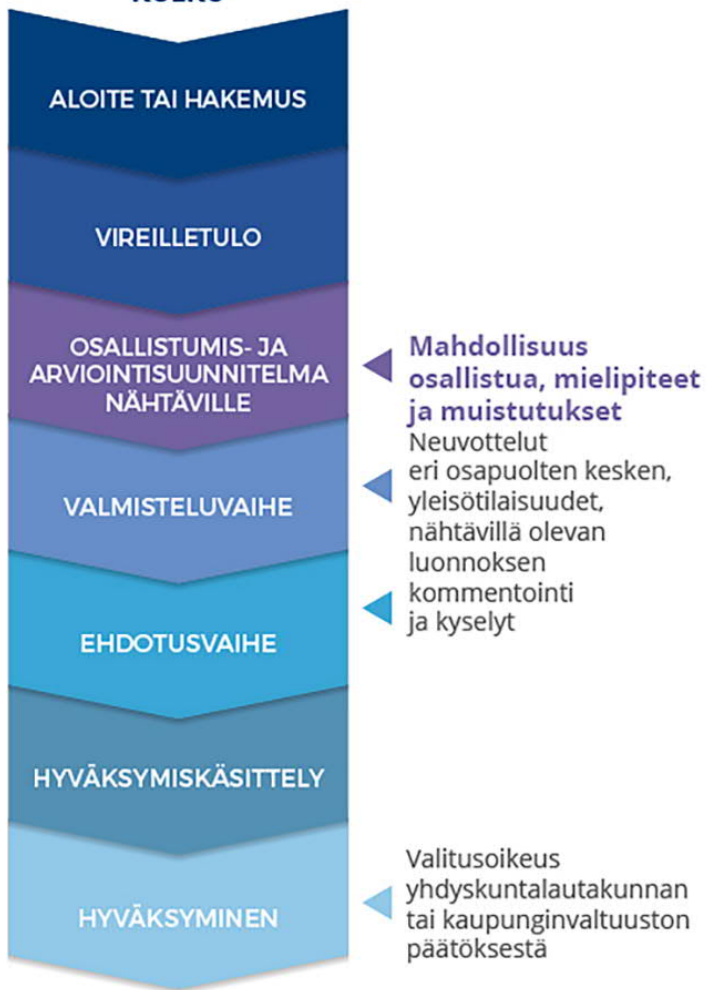 ALOITE TAI HAKEMUS
VIREILLETULO
OSALLISTUMIS- JA
ARVIOINTISUUNNITELMA
NÄHTÄVILLE
Mahdollisuus
osallistua, mielipiteet
ja muistutukset
VALMISTELUVAIHE
Neuvottelut
eri osapuolten kesken,
yleisötilaisuudet,
nähtävillä olevan
luonnoksen
kommentointi
ja kyselyt
EHDOTUSVAIHE
HYVÄKSYMISKÄSITTELY
HYVÄKSYMINEN
Valitusoikeus
yhdyskuntalautakunnan
tai kaupunginvaltuuston
päätöksestä